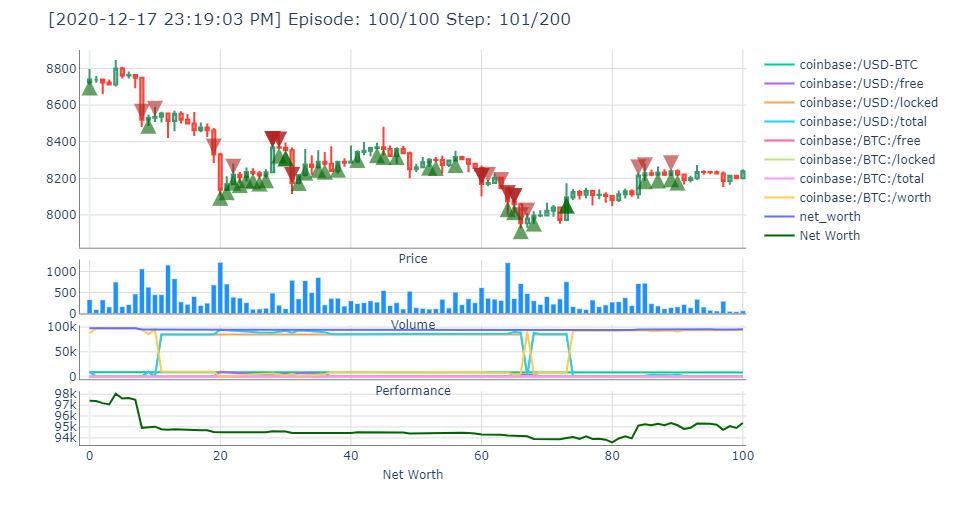 [2020-12-17 23:19:03 PM] Episode: 100/100 Step: 101/200
8800
8600
8400
8200
8000
Price
1000
500
0
Volume
100k
50k
0
Performance
98k
97k
96k
95k
94k
0
20
40
60
80
100
Net Worth
coinbase:/USD-BTC
coinbase:/USD:/free
coinbase:/USD:/locked
coinbase:/USD:/total
coinbase:/BTC:/free
coinbase:/BTC:/locked
coinbase:/BTC:/total
coinbase:/BTC:/worth
net_worth
Net Worth